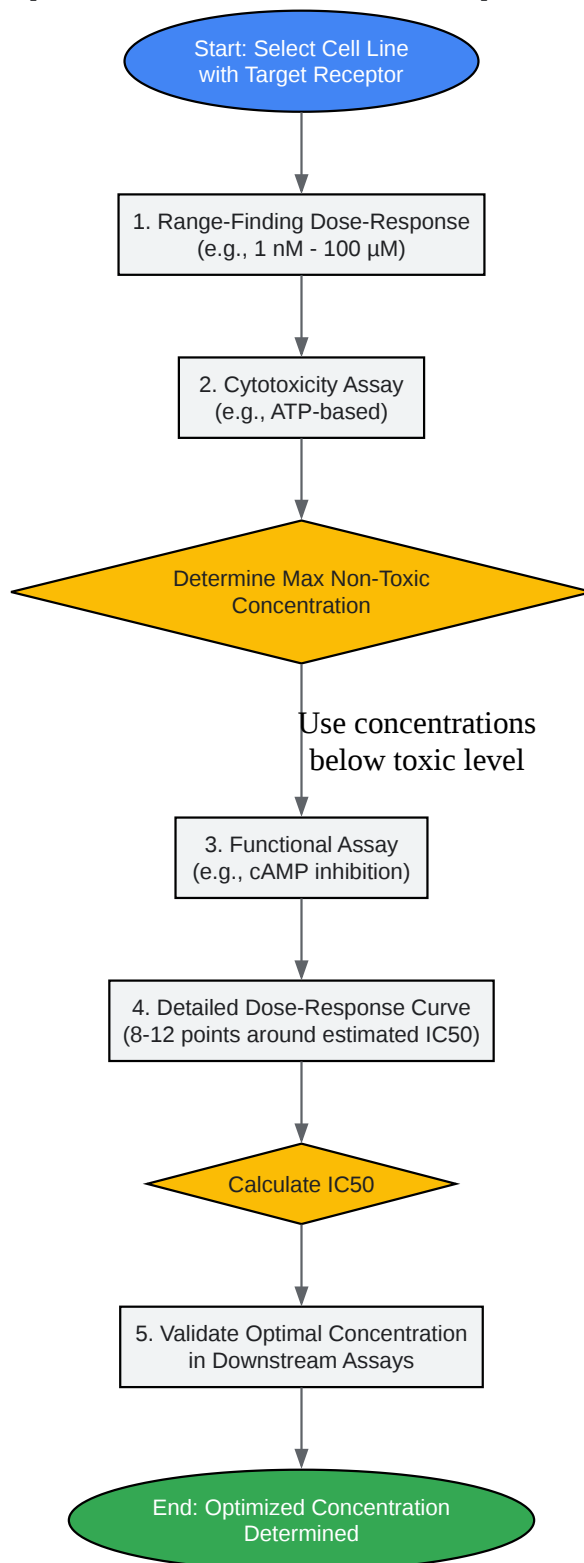 Start: Select Cell Line
with Target Receptor
1. Range-Finding Dose-Response
(e.g., 1 nM - 100 µM)
2. Cytotoxicity Assay
(e.g., ATP-based)
Determine Max Non-Toxic
Concentration
Use concentrations
below toxic level
3. Functional Assay
(e.g., cAMP inhibition)
4. Detailed Dose-Response Curve
(8-12 points around estimated IC50)
Calculate IC50
5. Validate Optimal Concentration
in Downstream Assays
End: Optimized Concentration
Determined